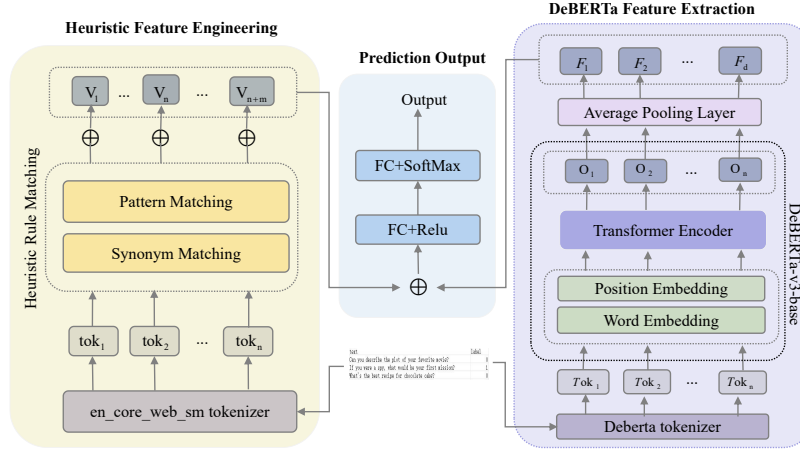 Heuristic Feature Engineering
V1 ... Vn ... Vn+m
Heuristic Rule Matching
Pattern Matching
Synonym Matching
tok1 tok2 ... tokn
en_core_web_sm tokenizer
Prediction Output
Output
FC+SoftMax
FC+Relu
text label
Can you describe the plot of your favorite movie? 0
If you were a spy, what would be your first mission? 1
What's the best recipe for chocolate cake? 0
DeBERTa Feature Extraction
F1 F2 ... Fd
Average Pooling Layer
O1 O2 ... On
Transformer Encoder
DeBERTa-v3-base
Position Embedding
Word Embedding
Tok1 Tok2 ... Tokn
Deberta tokenizer